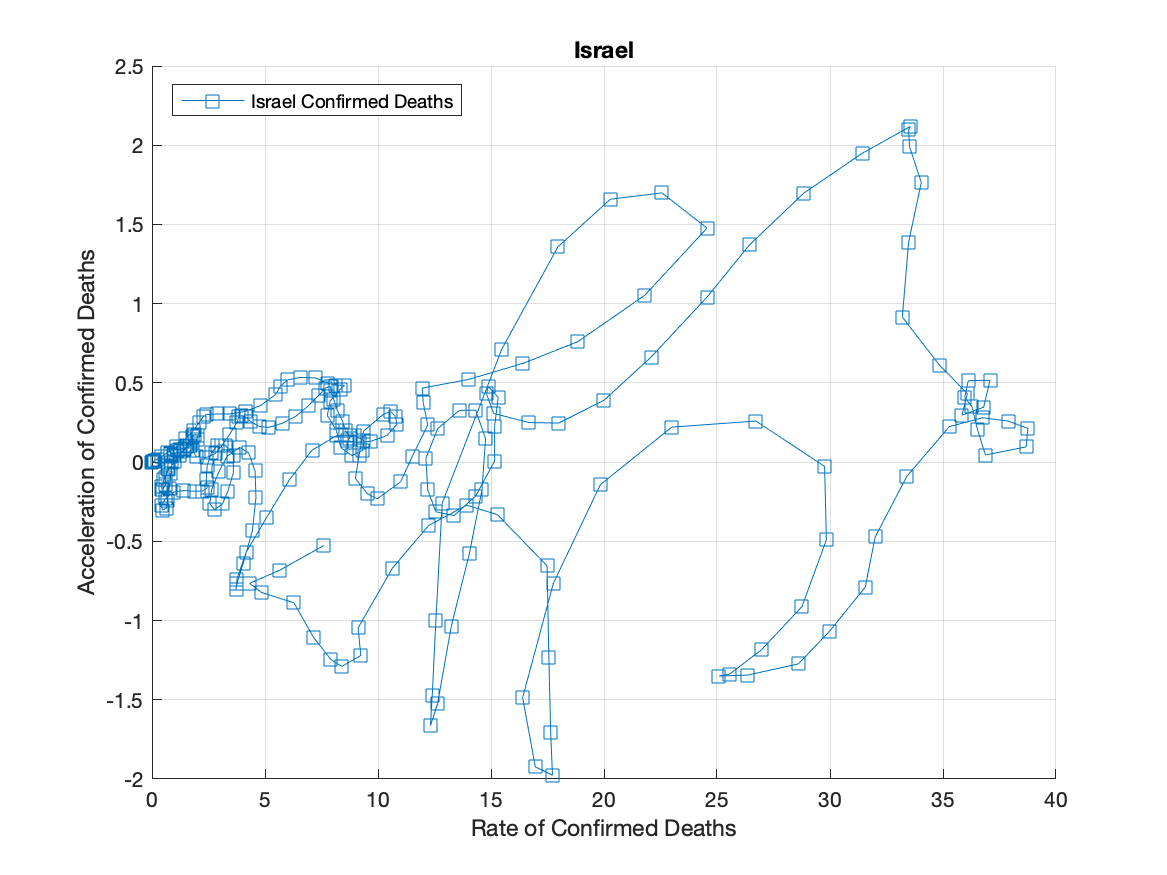 Israel
2.5
Israel Confirmed Deaths
2
1.5
1
0.5
0
-0.5
-1
-1.5
-2
Acceleration of Confirmed Deaths
0 5 10 15 20 25 30 35 40
Rate of Confirmed Deaths